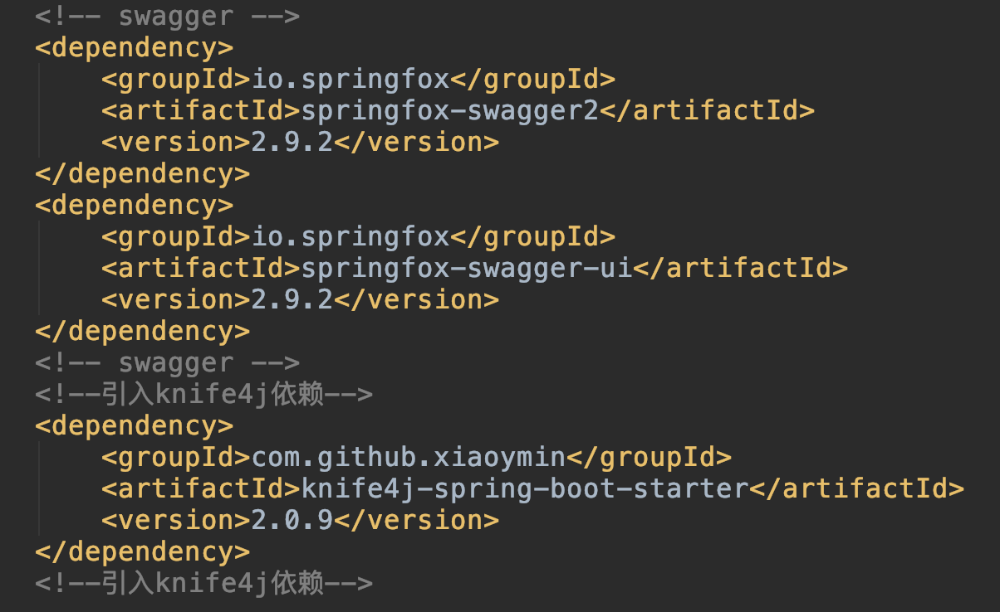 <!-- swagger -->
<dependency>
    <groupId>io.springfox</groupId>
    <artifactId>springfox-swagger2</artifactId>
    <version>2.9.2</version>
</dependency>
<dependency>
    <groupId>io.springfox</groupId>
    <artifactId>springfox-swagger-ui</artifactId>
    <version>2.9.2</version>
</dependency>
<!-- swagger -->
<!--引入knife4j依赖-->
<dependency>
    <groupId>com.github.xiaoymin</groupId>
    <artifactId>knife4j-spring-boot-starter</artifactId>
    <version>2.0.9</version>
</dependency>
<!--引入knife4j依赖-->